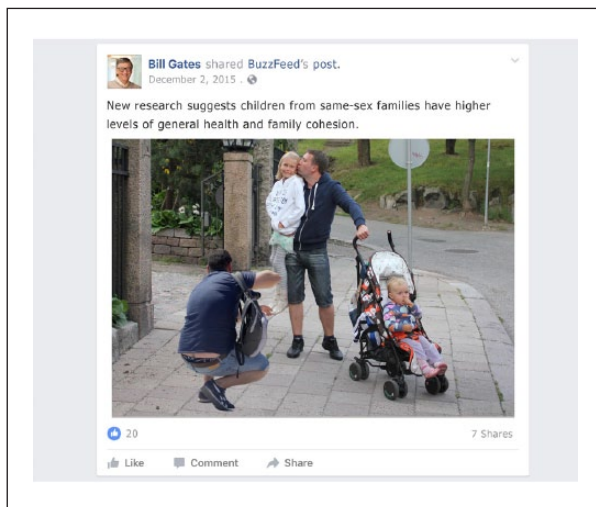 Bill Gates shared BuzzFeed's post.
December 2, 2015 .
New research suggests children from same-sex families have higher
levels of general health and family cohesion.
20
7 Shares
Like Comment Share